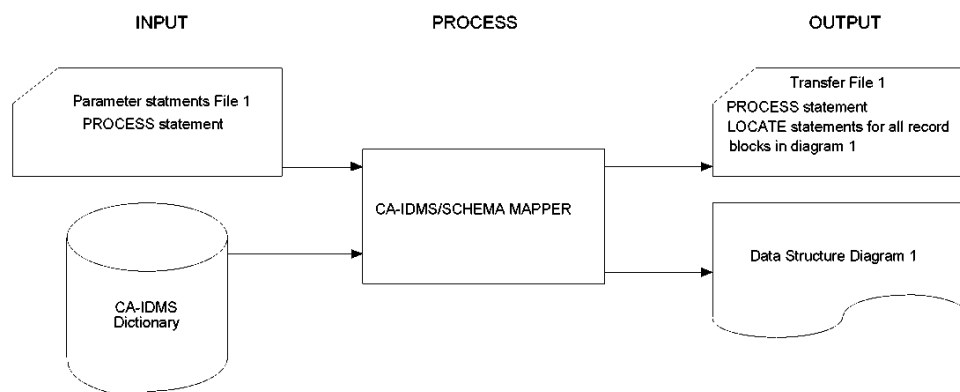 INPUT
PROCESS
OUTPUT
Parameter statments File 1
PROCESS statement
Transfer File 1
PROCESS statement
LOCATE statements for all record
blocks in diagram 1
CA-IDMS/SCHEMA MAPPER
Data Structure Diagram 1
CA-IDMS
Dictionary